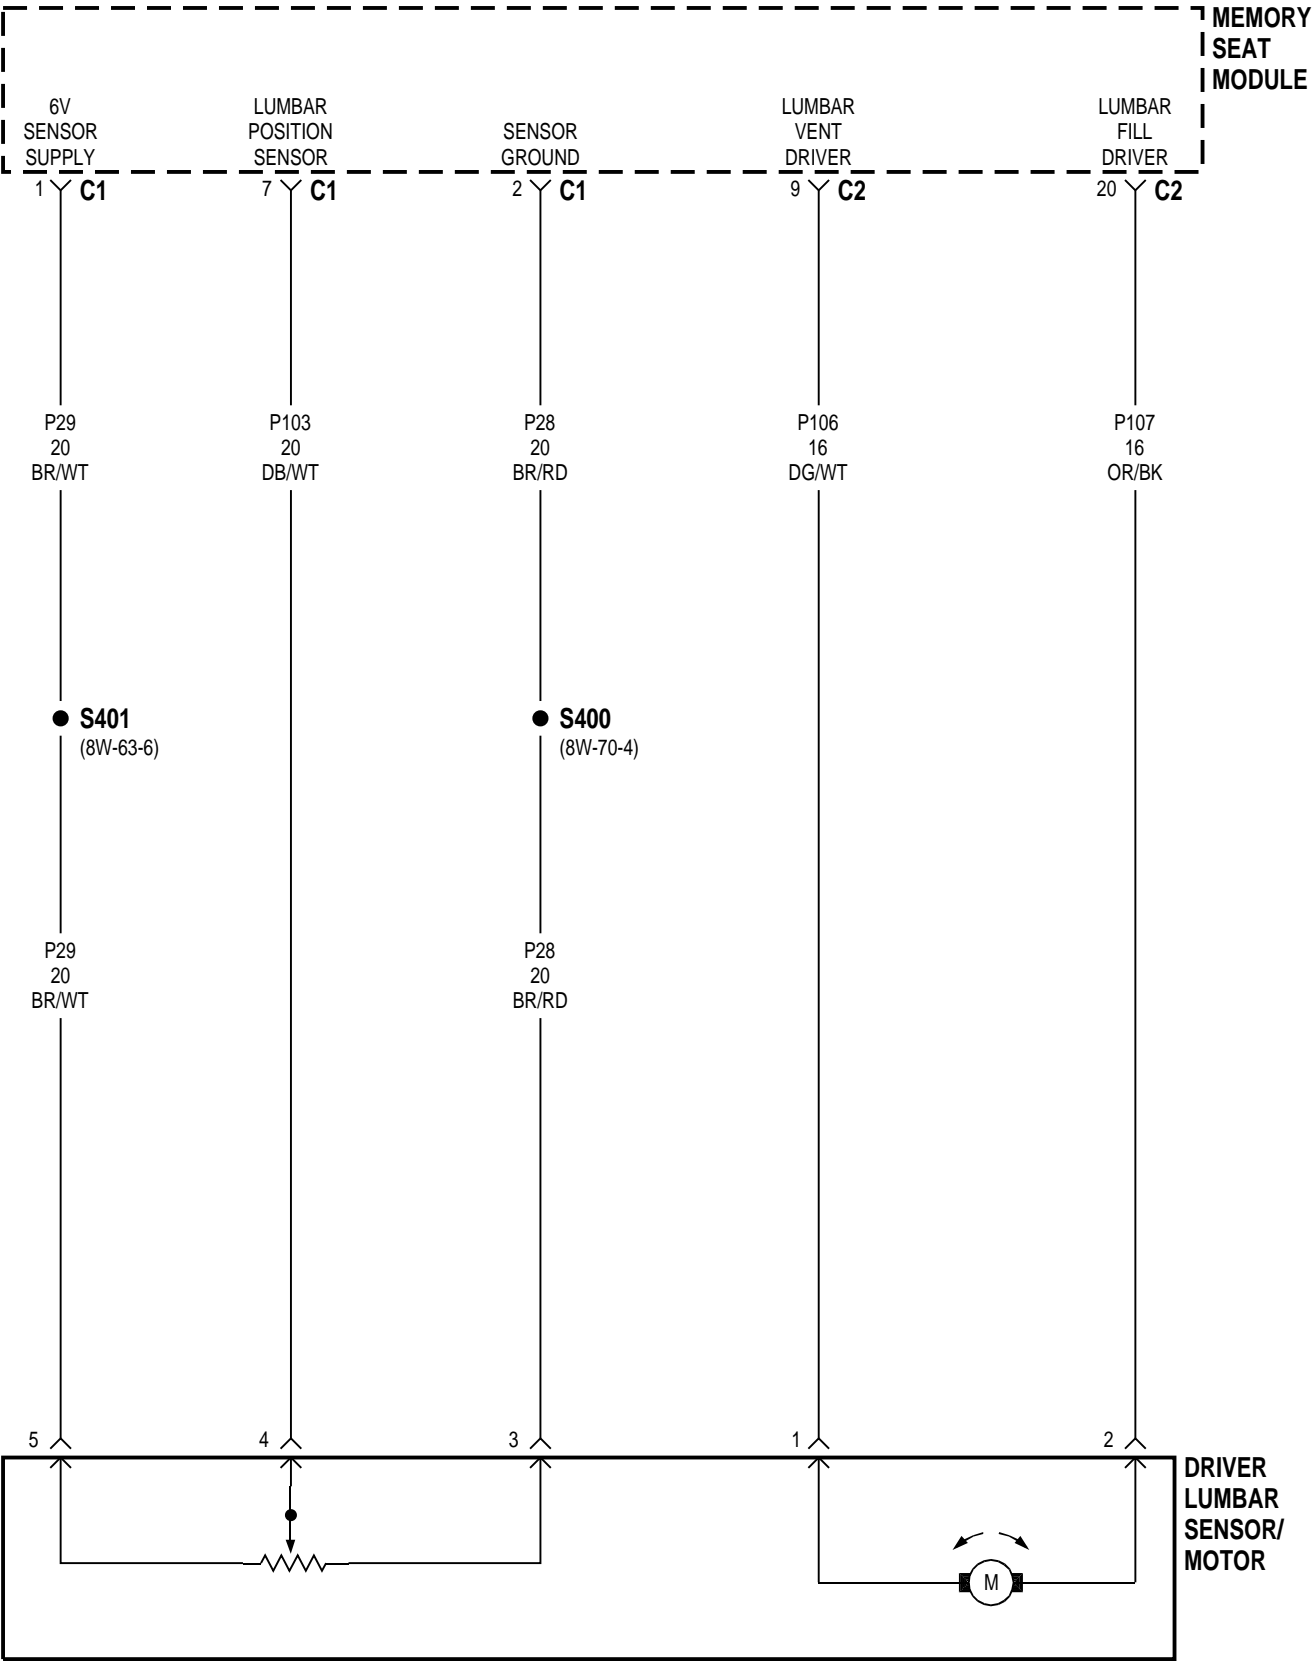 MEMORY
SEAT
MODULE
6V
SENSOR
SUPPLY
LUMBAR
POSITION
SENSOR
SENSOR
GROUND
LUMBAR
VENT
DRIVER
LUMBAR
FILL
DRIVER
1 C1
7 C1
2 C1
9 C2
20 C2
P29
20
BR/WT
P103
20
DB/WT
P28
20
BR/RD
P106
16
DG/WT
P107
16
OR/BK
S401
(8W-63-6)
S400
(8W-70-4)
P29
20
BR/WT
P28
20
BR/RD
5
4
3
1
2
DRIVER
LUMBAR
SENSOR/
MOTOR
M